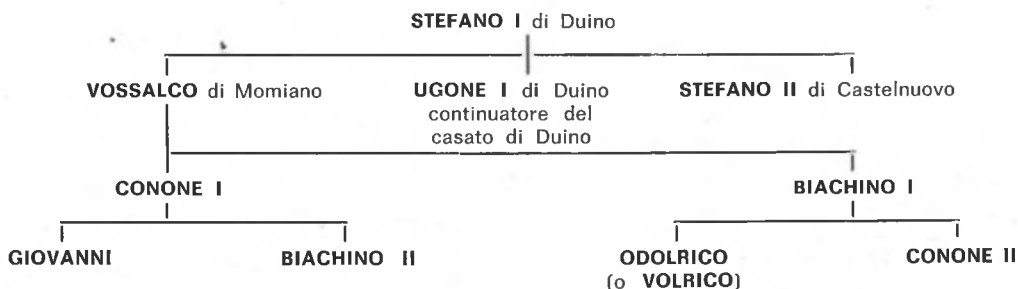 STEFANO I di Duino
VOSSALCO di Momiano UGONE I di Duino STEFANO II di Castelnuovo
continuatore del
casato di Duino
CONONE I BIACHINO I
GIOVANNI BIACHINO II ODOLRICO CONONE II
(o VOLRICO)